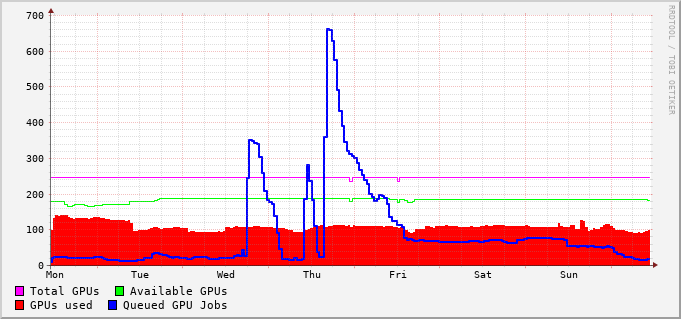 700
600
500
400
300
200
100
0
Mon Tue Wed Thu Fri Sat Sun
Total GPUs Available GPUs
GPUs used Queued GPU Jobs
RRDTOOL / TOBI OETIKER